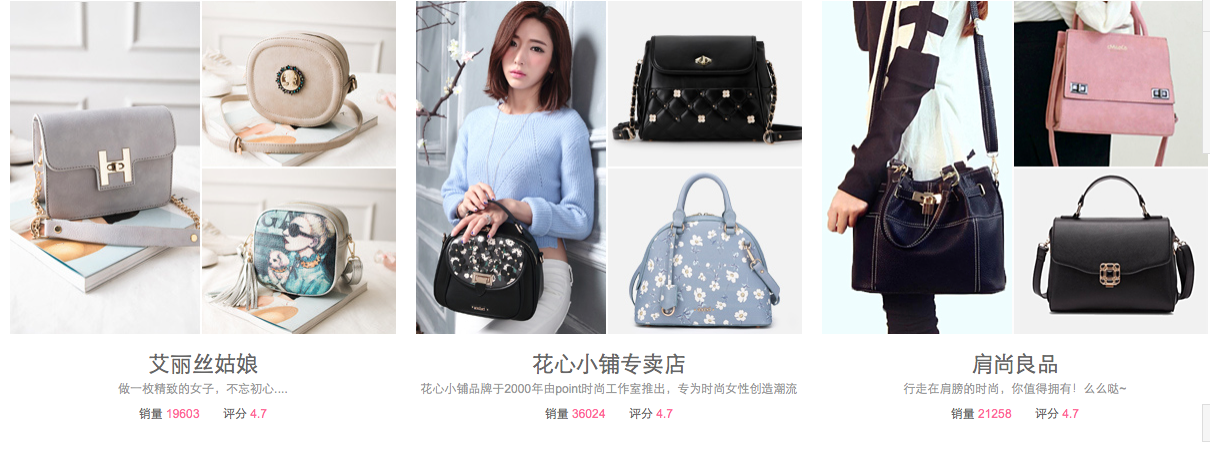 艾丽丝姑娘
做一枚精致的女子，不忘初心....
销量 19603 评分 4.7
花心小铺专卖店
花心小铺品牌于2000年由point时尚工作室推出，专为时尚女性创造潮流
销量 36024 评分 4.7
肩尚良品
行走在肩膀的时尚，你值得拥有！么么哒~
销量 21258 评分 4.7